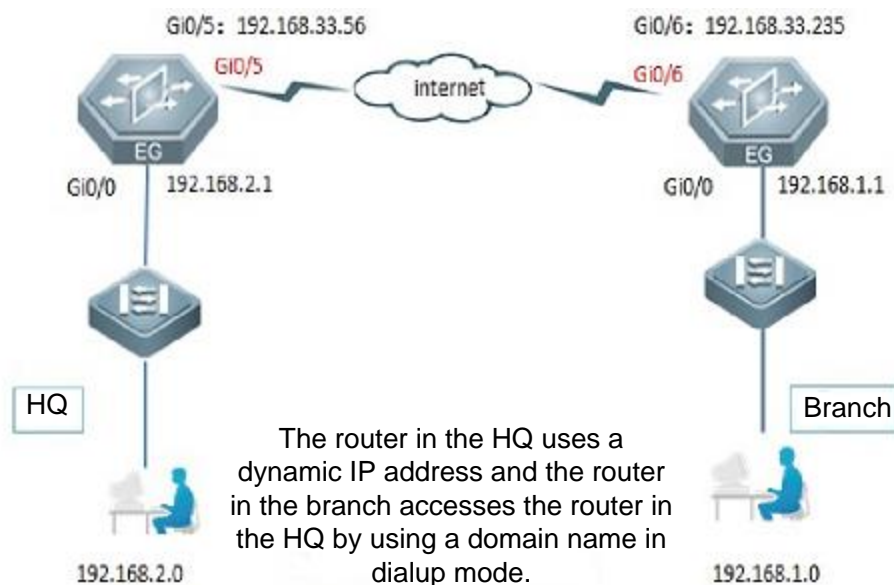 Gi0/5: 192.168.33.56
Gi0/6: 192.168.33.235
Gi0/5
internet
Gi0/6
EG
EG
Gi0/0
192.168.2.1
Gi0/0
192.168.1.1
HQ
Branch
The router in the HQ uses a
dynamic IP address and the router
in the branch accesses the router in
the HQ by using a domain name in
dialup mode.
192.168.2.0
192.168.1.0